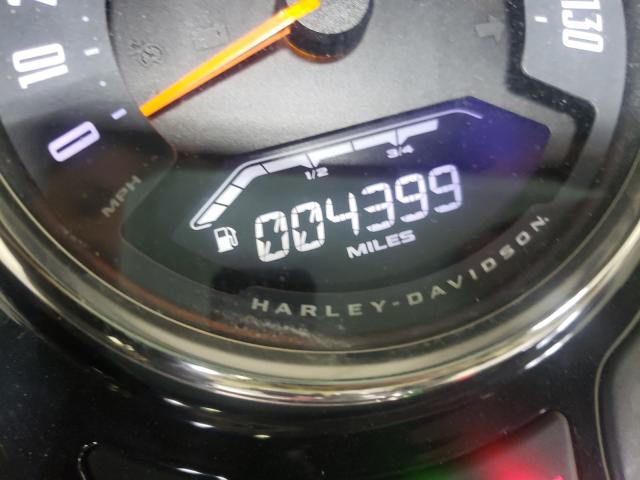 130
10
0
MPH
1/2 3/4
004399
MILES
HARLEY-DAVIDSON